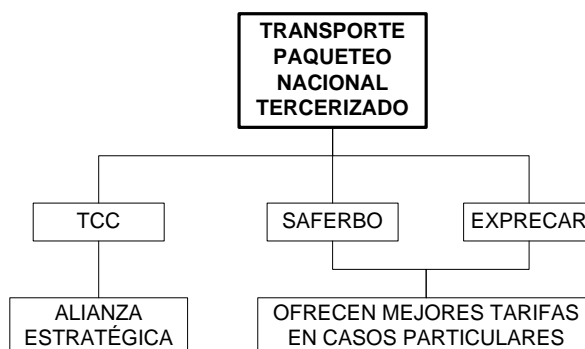 TRANSPORTE
PAQUETEO
NACIONAL
TERCERIZADO
TCC
SAFERBO
EXPRECAR
ALIANZA
ESTRATÉGICA
OFRECEN MEJORES TARIFAS
EN CASOS PARTICULARES